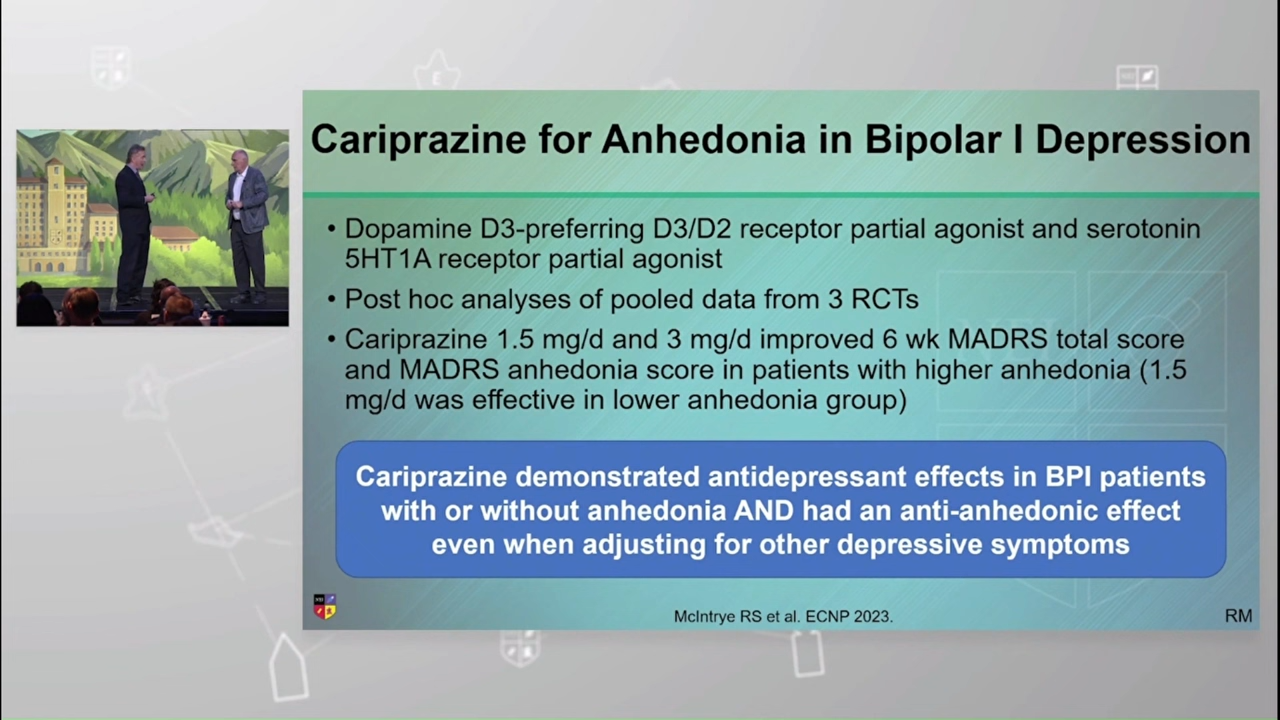 Cariprazine for Anhedonia in Bipolar I Depression
• Dopamine D3-preferring D3/D2 receptor partial agonist and serotonin
5HT1A receptor partial agonist
• Post hoc analyses of pooled data from 3 RCTs
• Cariprazine 1.5 mg/d and 3 mg/d improved 6 wk MADRS total score
and MADRS anhedonia score in patients with higher anhedonia (1.5
mg/d was effective in lower anhedonia group)
Cariprazine demonstrated antidepressant effects in BPI patients
with or without anhedonia AND had an anti-anhedonic effect
even when adjusting for other depressive symptoms
McIntrye RS et al. ECNP 2023.
RM